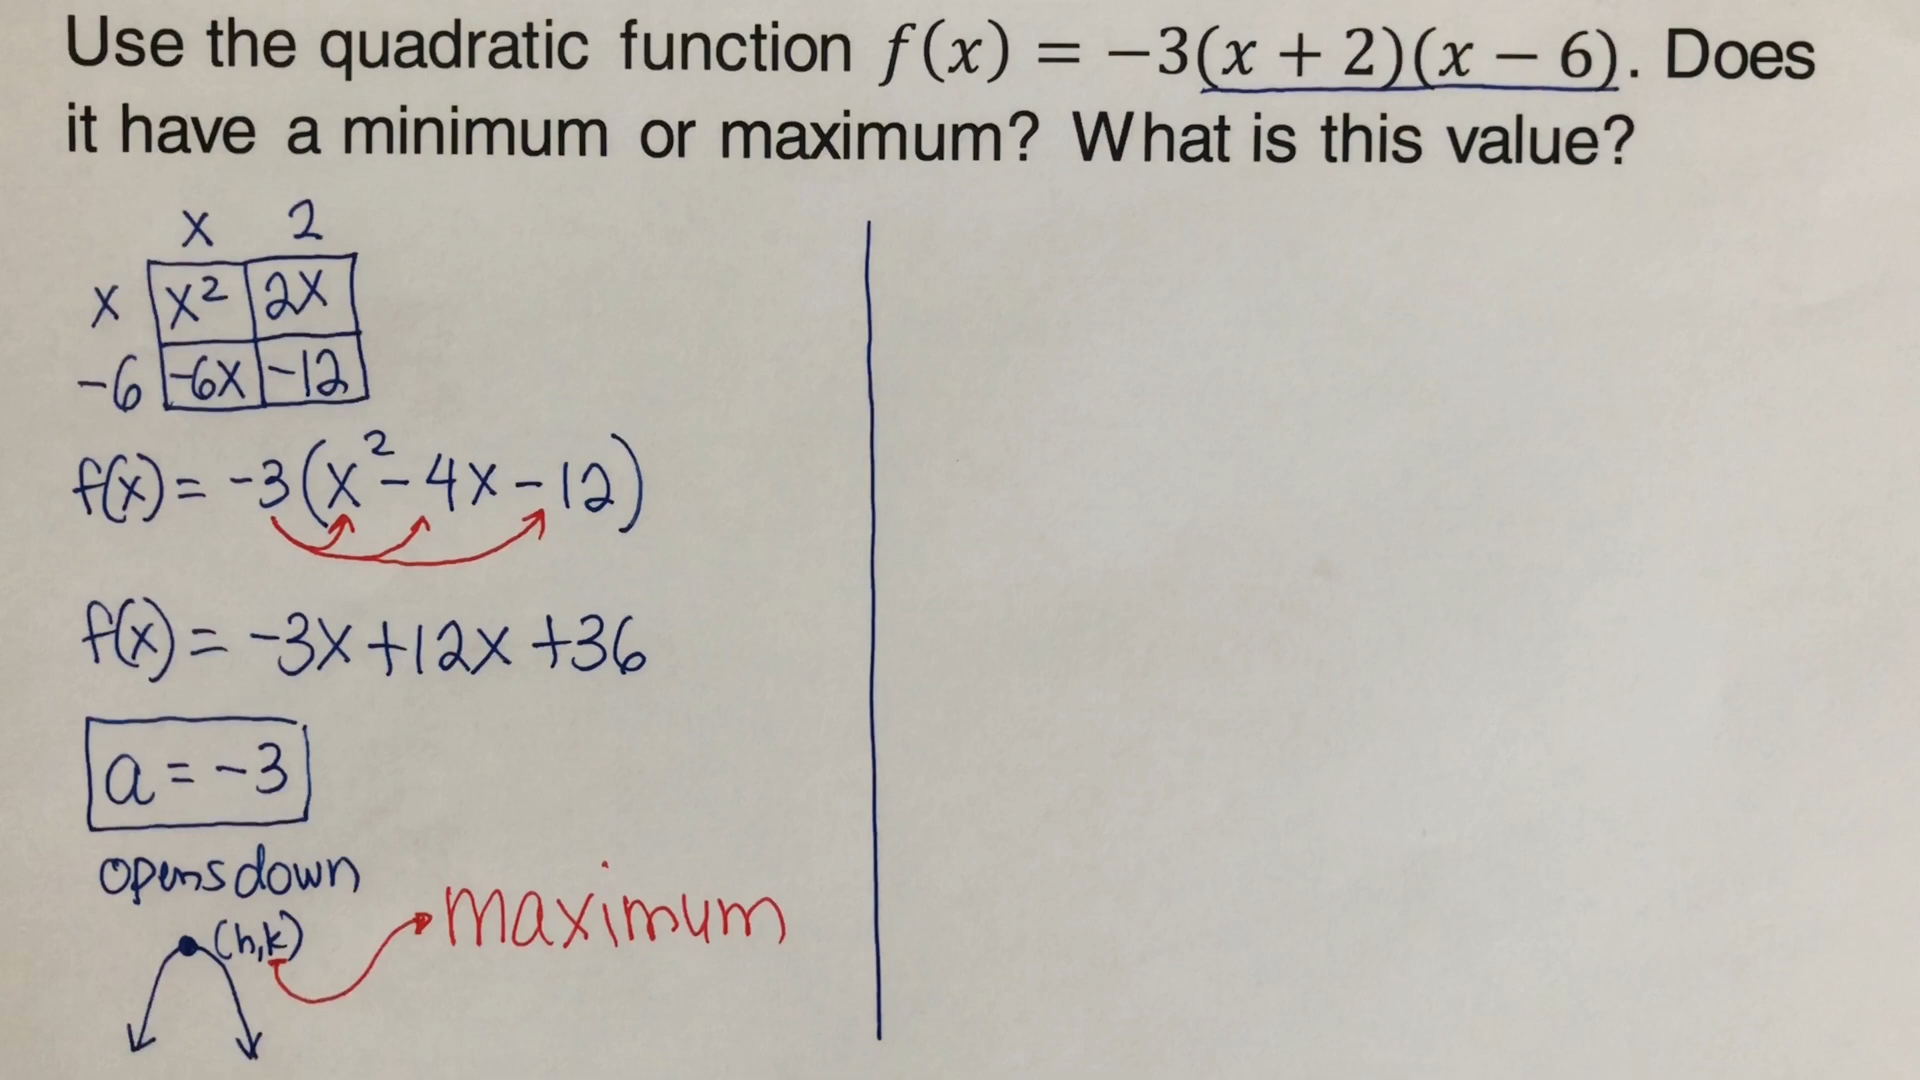 Use the quadratic function f(x) = −3(x + 2)(x − 6). Does
it have a minimum or maximum? What is this value?
x 2
x x² 2x
-6 -6x -12
f(x) = -3(x² - 4x - 12)
f(x) = -3x + 12x + 36
a = -3
opens down
(h,k)
maximum